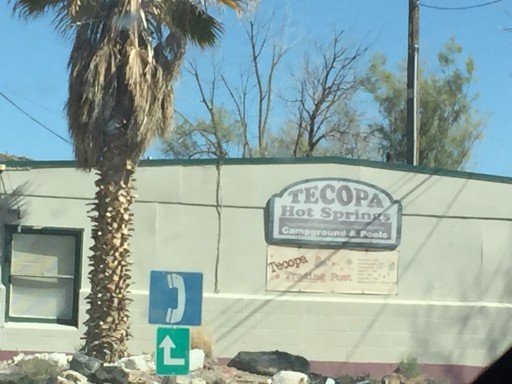 TECOPA
Hot Springs
Campground & Pools
Tecopa
Trading Post